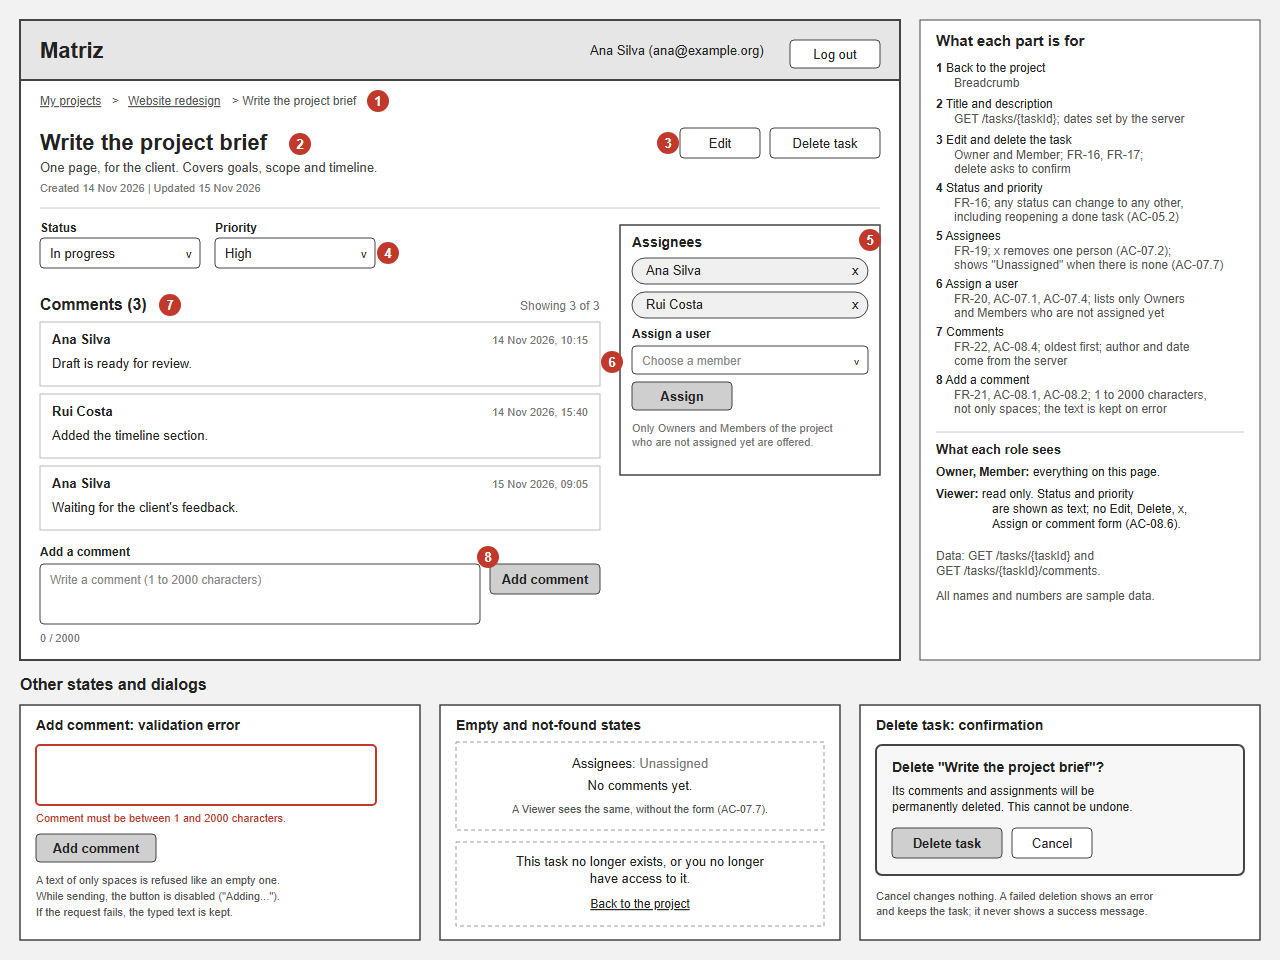 Matriz
Ana Silva (ana@example.org)
Log out
My projects > Website redesign > Write the project brief 1
Write the project brief 2
3 Edit Delete task
One page, for the client. Covers goals, scope and timeline.
Created 14 Nov 2026 | Updated 15 Nov 2026
Status
Priority
In progress v
High v
4
Comments (3) 7 Showing 3 of 3
Ana Silva 14 Nov 2026, 10:15
Draft is ready for review.
Rui Costa 14 Nov 2026, 15:40
Added the timeline section.
Ana Silva 15 Nov 2026, 09:05
Waiting for the client's feedback.
Add a comment
8
Write a comment (1 to 2000 characters)
Add comment
0 / 2000
Assignees 5
Ana Silva x
Rui Costa x
Assign a user
6 Choose a member v
Assign
Only Owners and Members of the project
who are not assigned yet are offered.
What each part is for
1 Back to the project
Breadcrumb
2 Title and description
GET /tasks/{taskId}; dates set by the server
3 Edit and delete the task
Owner and Member; FR-16, FR-17;
delete asks to confirm
4 Status and priority
FR-16; any status can change to any other,
including reopening a done task (AC-05.2)
5 Assignees
FR-19; x removes one person (AC-07.2);
shows "Unassigned" when there is none (AC-07.7)
6 Assign a user
FR-20, AC-07.1, AC-07.4; lists only Owners
and Members who are not assigned yet
7 Comments
FR-22, AC-08.4; oldest first; author and date
come from the server
8 Add a comment
FR-21, AC-08.1, AC-08.2; 1 to 2000 characters,
not only spaces; the text is kept on error
What each role sees
Owner, Member: everything on this page.
Viewer: read only. Status and priority
are shown as text; no Edit, Delete, x,
Assign or comment form (AC-08.6).
Data: GET /tasks/{taskId} and
GET /tasks/{taskId}/comments.
All names and numbers are sample data.
Other states and dialogs
Add comment: validation error
Comment must be between 1 and 2000 characters.
Add comment
A text of only spaces is refused like an empty one.
While sending, the button is disabled ("Adding...").
If the request fails, the typed text is kept.
Empty and not-found states
Assignees: Unassigned
No comments yet.
A Viewer sees the same, without the form (AC-07.7).
This task no longer exists, or you no longer
have access to it.
Back to the project
Delete task: confirmation
Delete "Write the project brief"?
Its comments and assignments will be
permanently deleted. This cannot be undone.
Delete task
Cancel
Cancel changes nothing. A failed deletion shows an error
and keeps the task; it never shows a success message.